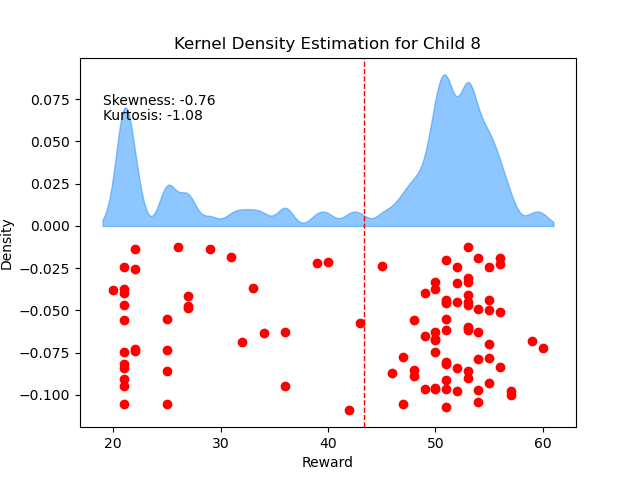 Kernel Density Estimation for Child 8
Skewness: -0.76
Kurtosis: -1.08
0.075
0.050
0.025
0.000
−0.025
−0.050
−0.075
−0.100
Density
20 30 40 50 60
Reward